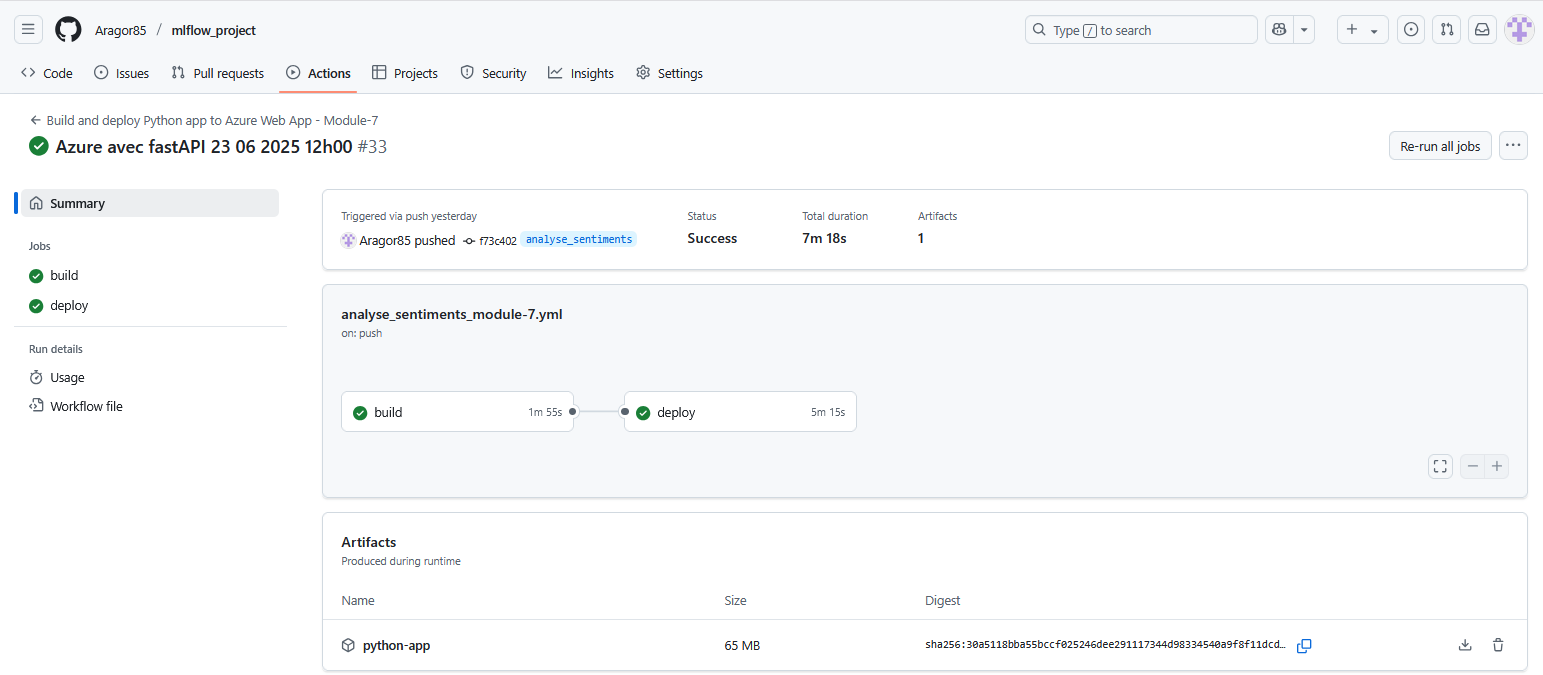 Aragor85 / mlflow_project
Type / to search
Code
Issues
Pull requests
Actions
Projects
Security
Insights
Settings
Build and deploy Python app to Azure Web App - Module-7
Azure avec fastAPI 23 06 2025 12h00 #33
Re-run all jobs
Summary
Jobs
build
deploy
Run details
Usage
Workflow file
Triggered via push yesterday
Aragor85 pushed f73c402 analyse_sentiments
Status
Success
Total duration
7m 18s
Artifacts
1
analyse_sentiments_module-7.yml
on: push
build 1m 55s
deploy 5m 15s
Artifacts
Produced during runtime
Name Size Digest
python-app 65 MB sha256:30a5118bba55bccf025246dee291117344d98334540a9f8f11dcd…